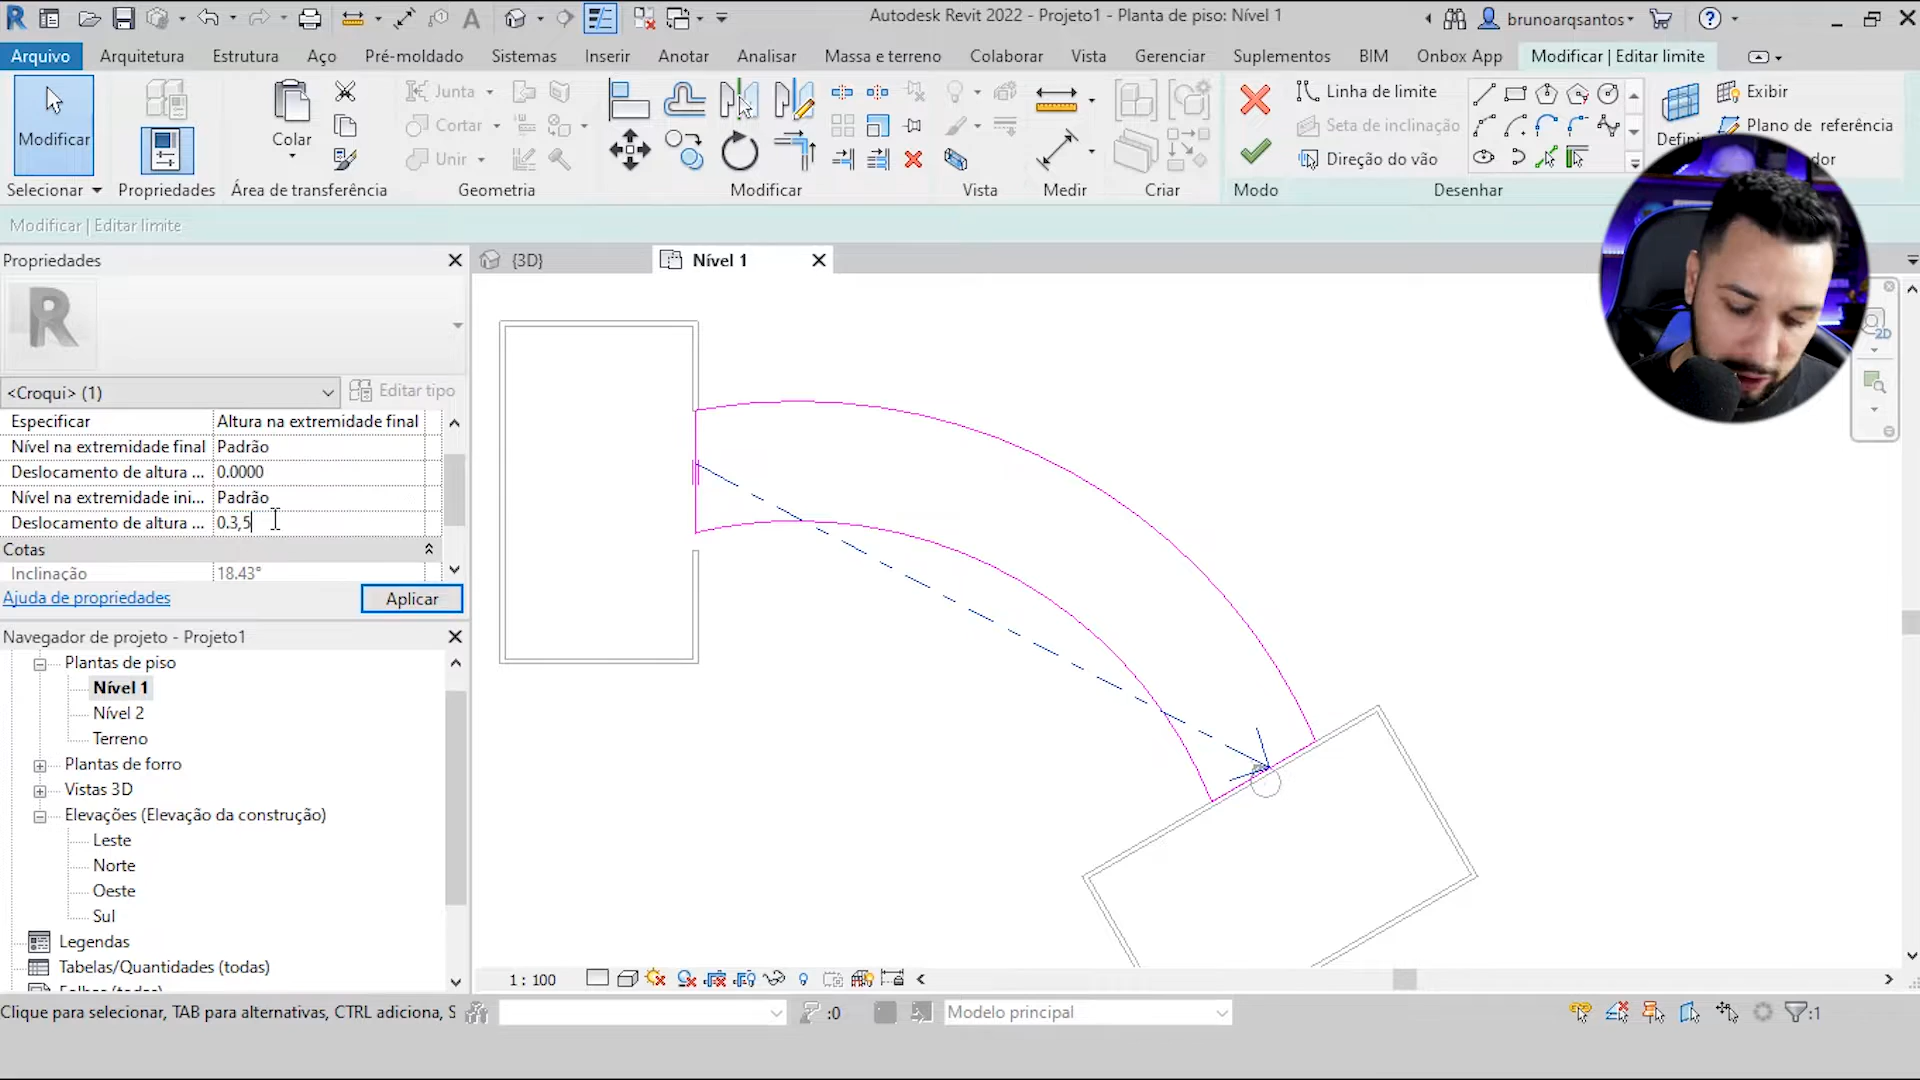 Autodesk Revit 2022 - Projeto1 - Planta de piso: Nível 1
brunoarqsantos
Arquivo Arquitetura Estrutura Aço Pré-moldado Sistemas Inserir Anotar Analisar Massa e terreno Colaborar Vista Gerenciar Suplementos BIM Onbox App Modificar | Editar limite
Modificar
Colar
Junta
Cortar
Unir
Linha de limite
Seta de inclinação
Direção do vão
Exibir
Plano de referência
Selecionar Propriedades Área de transferência Geometria Modificar Vista Medir Criar Modo Desenhar
Modificar | Editar limite
Propriedades
{3D}
Nível 1
R
2D
<Croqui> (1)
Editar tipo
Especificar Altura na extremidade final
Nível na extremidade final Padrão
Deslocamento de altura ... 0.0000
Nível na extremidade ini... Padrão
Deslocamento de altura ... 0.3,5
Cotas
Inclinação 18.43°
Ajuda de propriedades
Aplicar
Navegador de projeto - Projeto1
Plantas de piso
Nível 1
Nível 2
Terreno
Plantas de forro
Vistas 3D
Elevações (Elevação da construção)
Leste
Norte
Oeste
Sul
Legendas
Tabelas/Quantidades (todas)
1 : 100
Clique para selecionar, TAB para alternativas, CTRL adiciona, S
:0
Modelo principal
:1